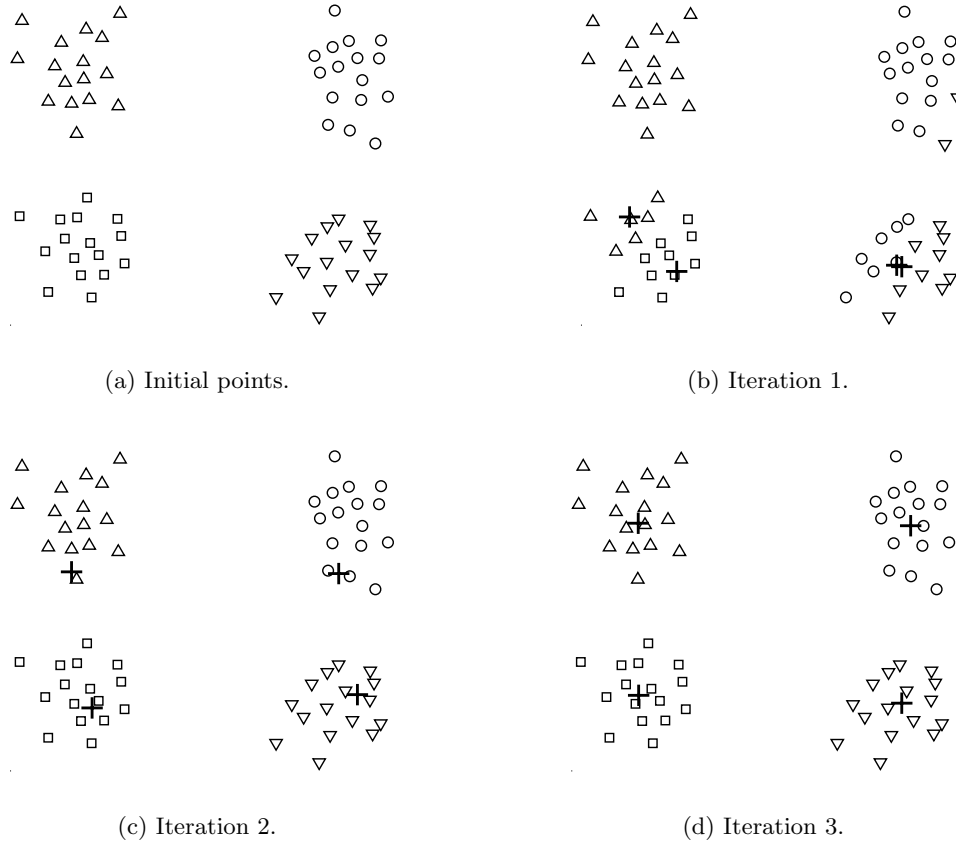 (a) Initial points.
(b) Iteration 1.
(c) Iteration 2.
(d) Iteration 3.